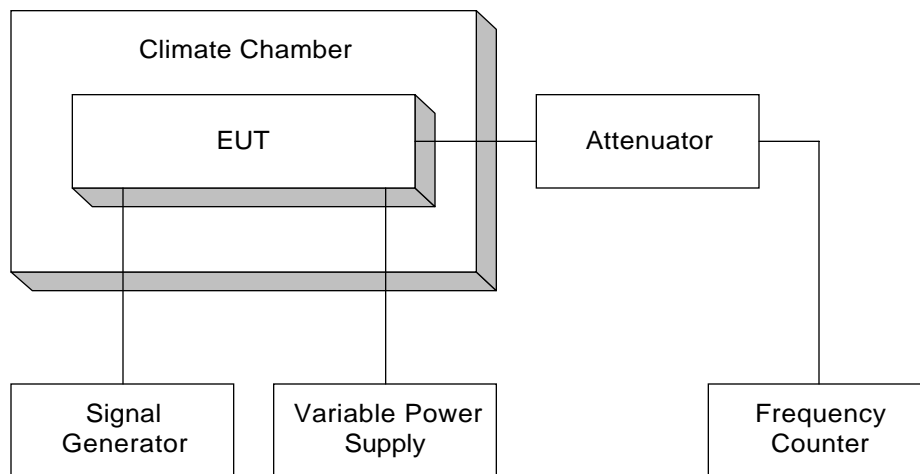 Climate Chamber
EUT
Attenuator
Signal
Generator
Variable Power
Supply
Frequency
Counter